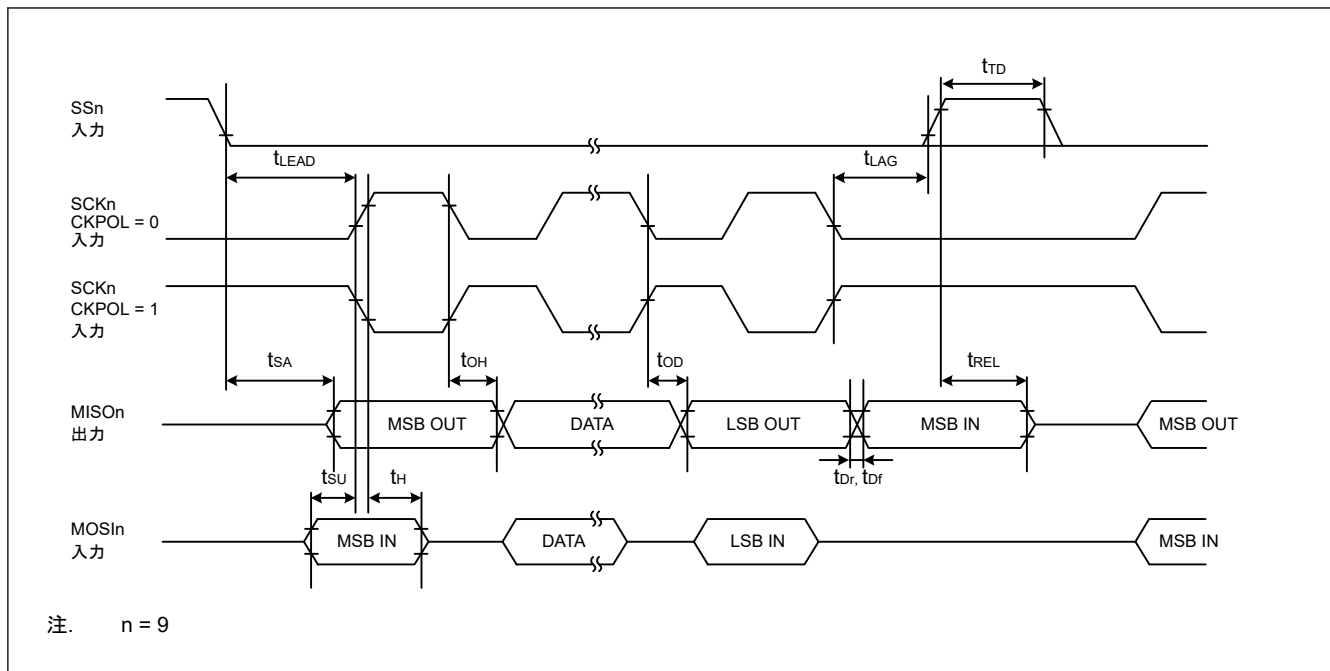 tTD
SSn
入力
tLEAD
tLAG
SCKn
CKPOL = 0
入力
SCKn
CKPOL = 1
入力
tSA
tOH
tOD
tREL
MISOn
出力
MSB OUT
DATA
LSB OUT
MSB IN
MSB OUT
tSU
tH
tDr, tDf
MOSIn
入力
MSB IN
DATA
LSB IN
MSB IN
注. n = 9